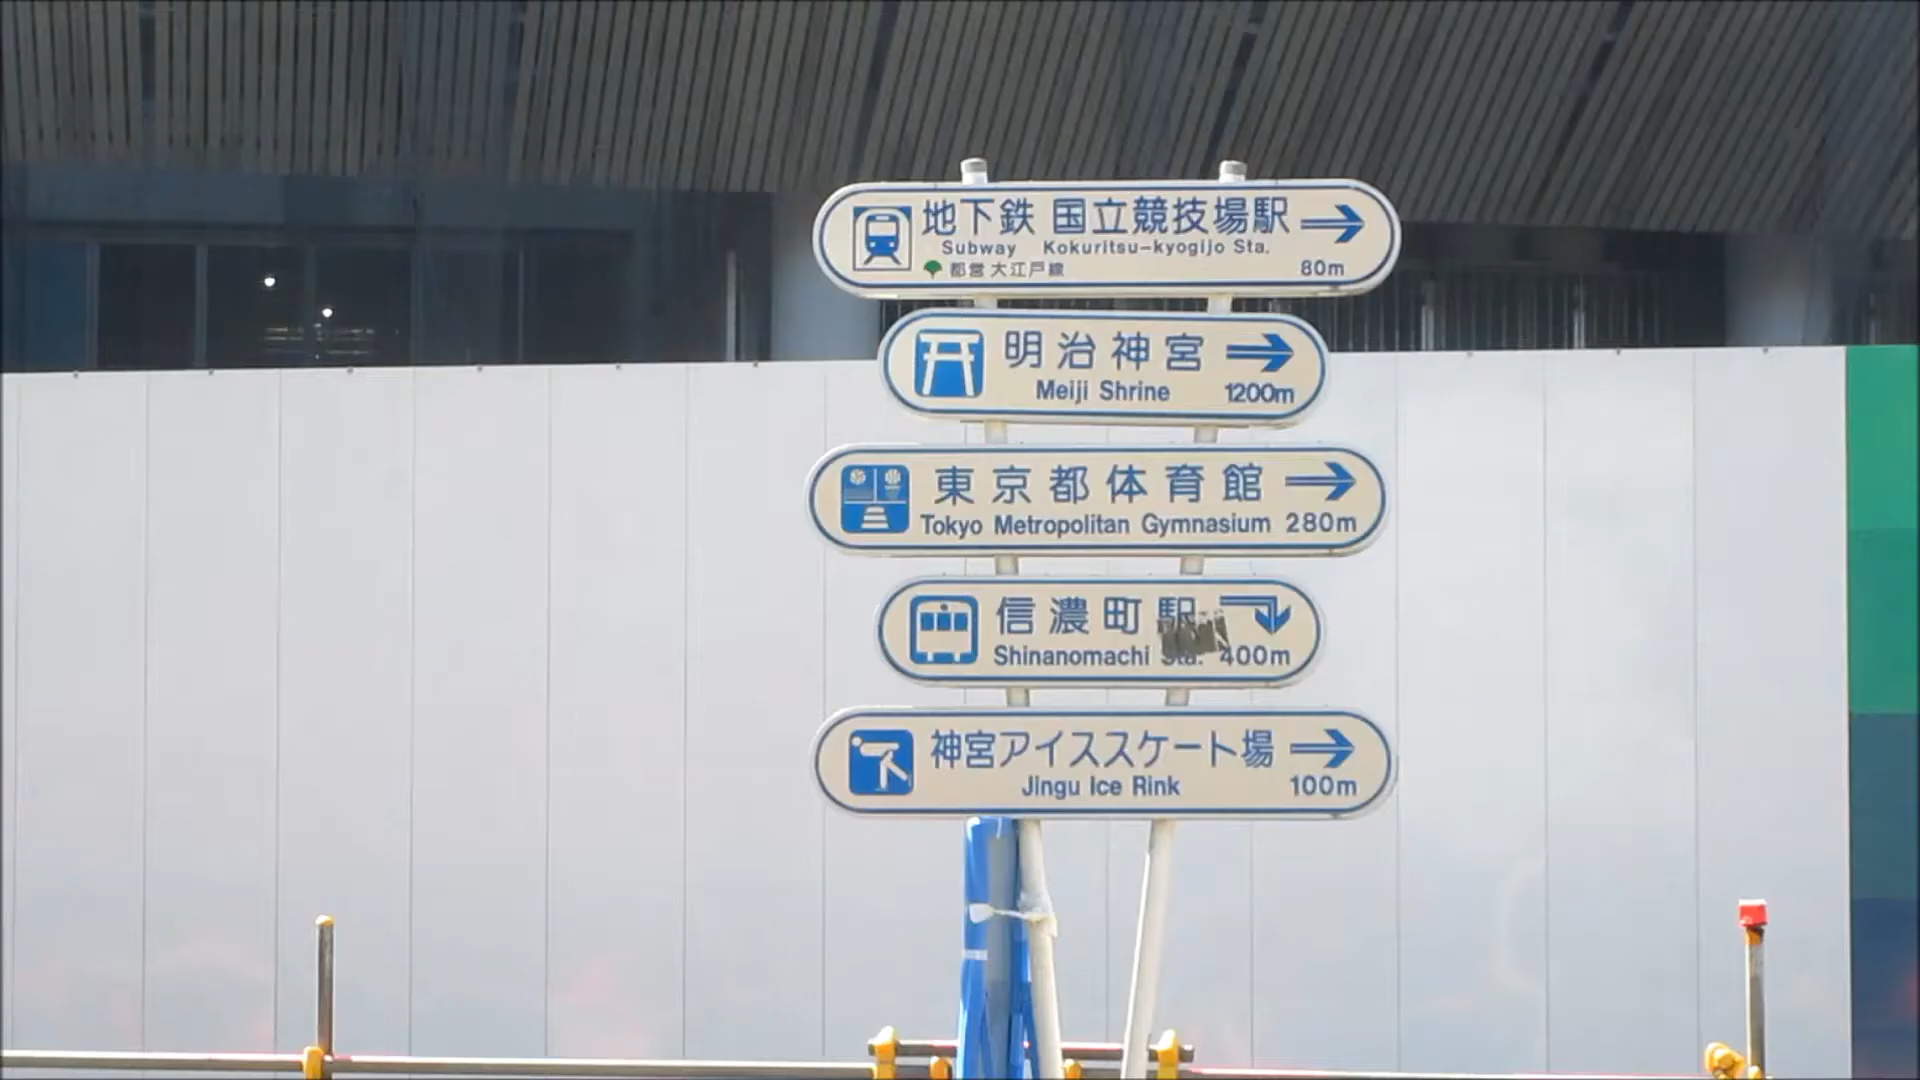 地下鉄 国立競技場駅
Subway Kokuritsu-kyogijo Sta.
都営大江戸線 80m
明治神宮
Meiji Shrine 1200m
東京都体育館
Tokyo Metropolitan Gymnasium 280m
信濃町駅
Shinanomachi Sta. 400m
神宮アイススケート場
Jingu Ice Rink 100m